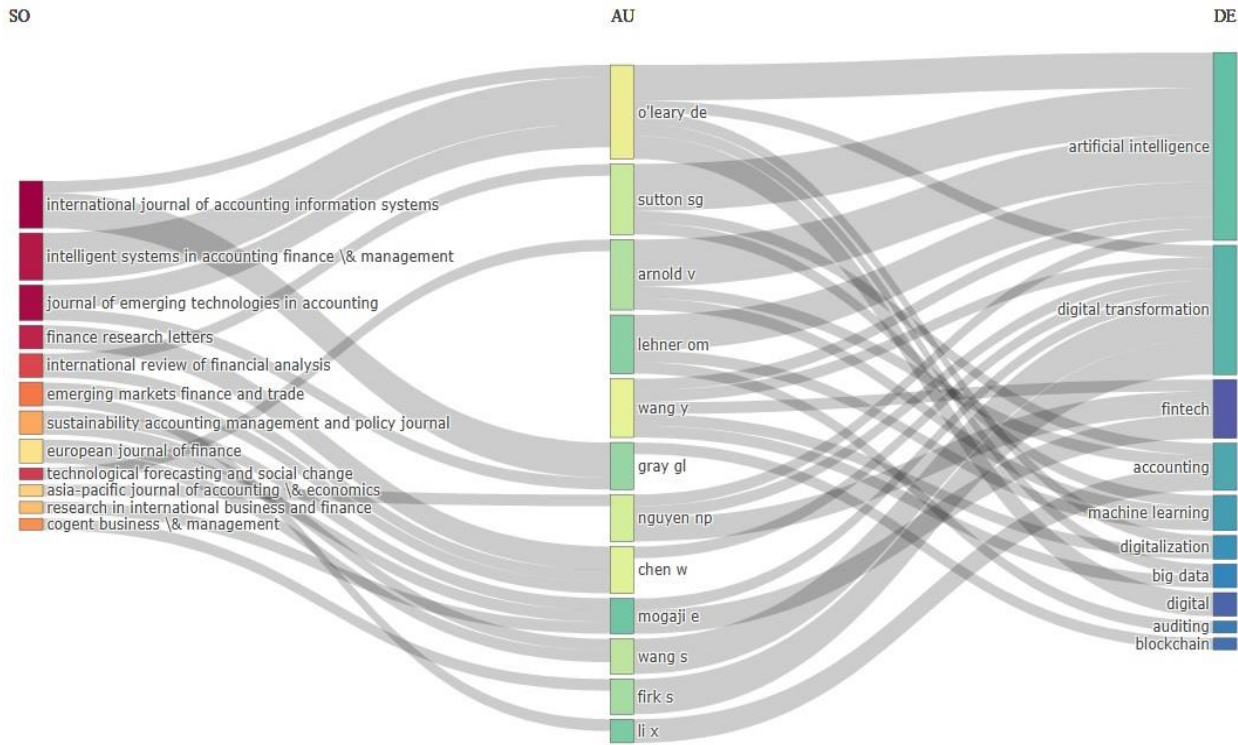 SO
AU
DE
international journal of accounting information systems
intelligent systems in accounting finance \& management
journal of emerging technologies in accounting
finance research letters
international review of financial analysis
emerging markets finance and trade
sustainability accounting management and policy journal
european journal of finance
technological forecasting and social change
asia-pacific journal of accounting \& economics
research in international business and finance
cogent business \& management
o'leary de
sutton sg
arnold v
lehner om
wang y
gray gl
nguyen np
chen w
mogaji e
wang s
firk s
li x
artificial intelligence
digital transformation
fintech
accounting
machine learning
digitalization
big data
digital
auditing
blockchain